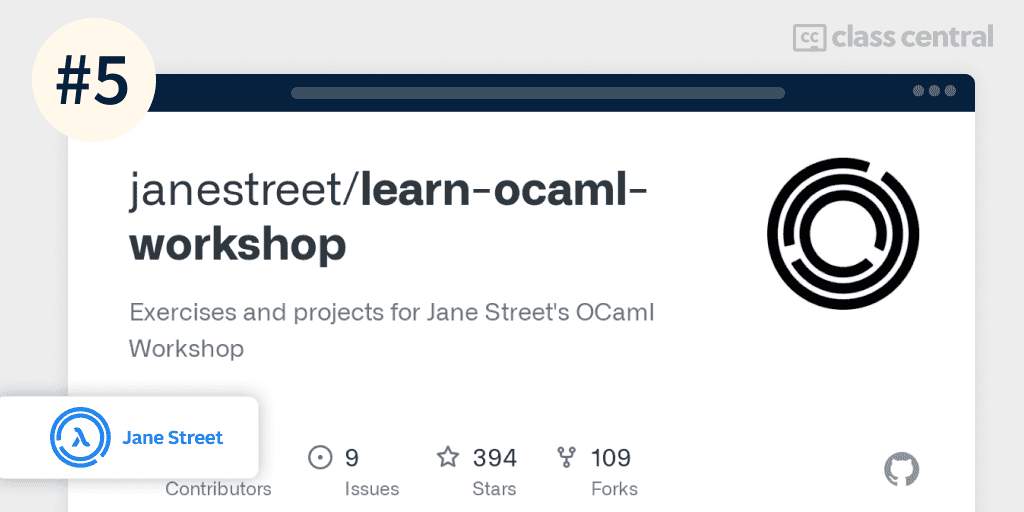 #5
cc class central
janestreet/learn-ocaml-
workshop
Exercises and projects for Jane Street's OCaml
Workshop
λ Jane Street
9 394 109
Contributors Issues Stars Forks